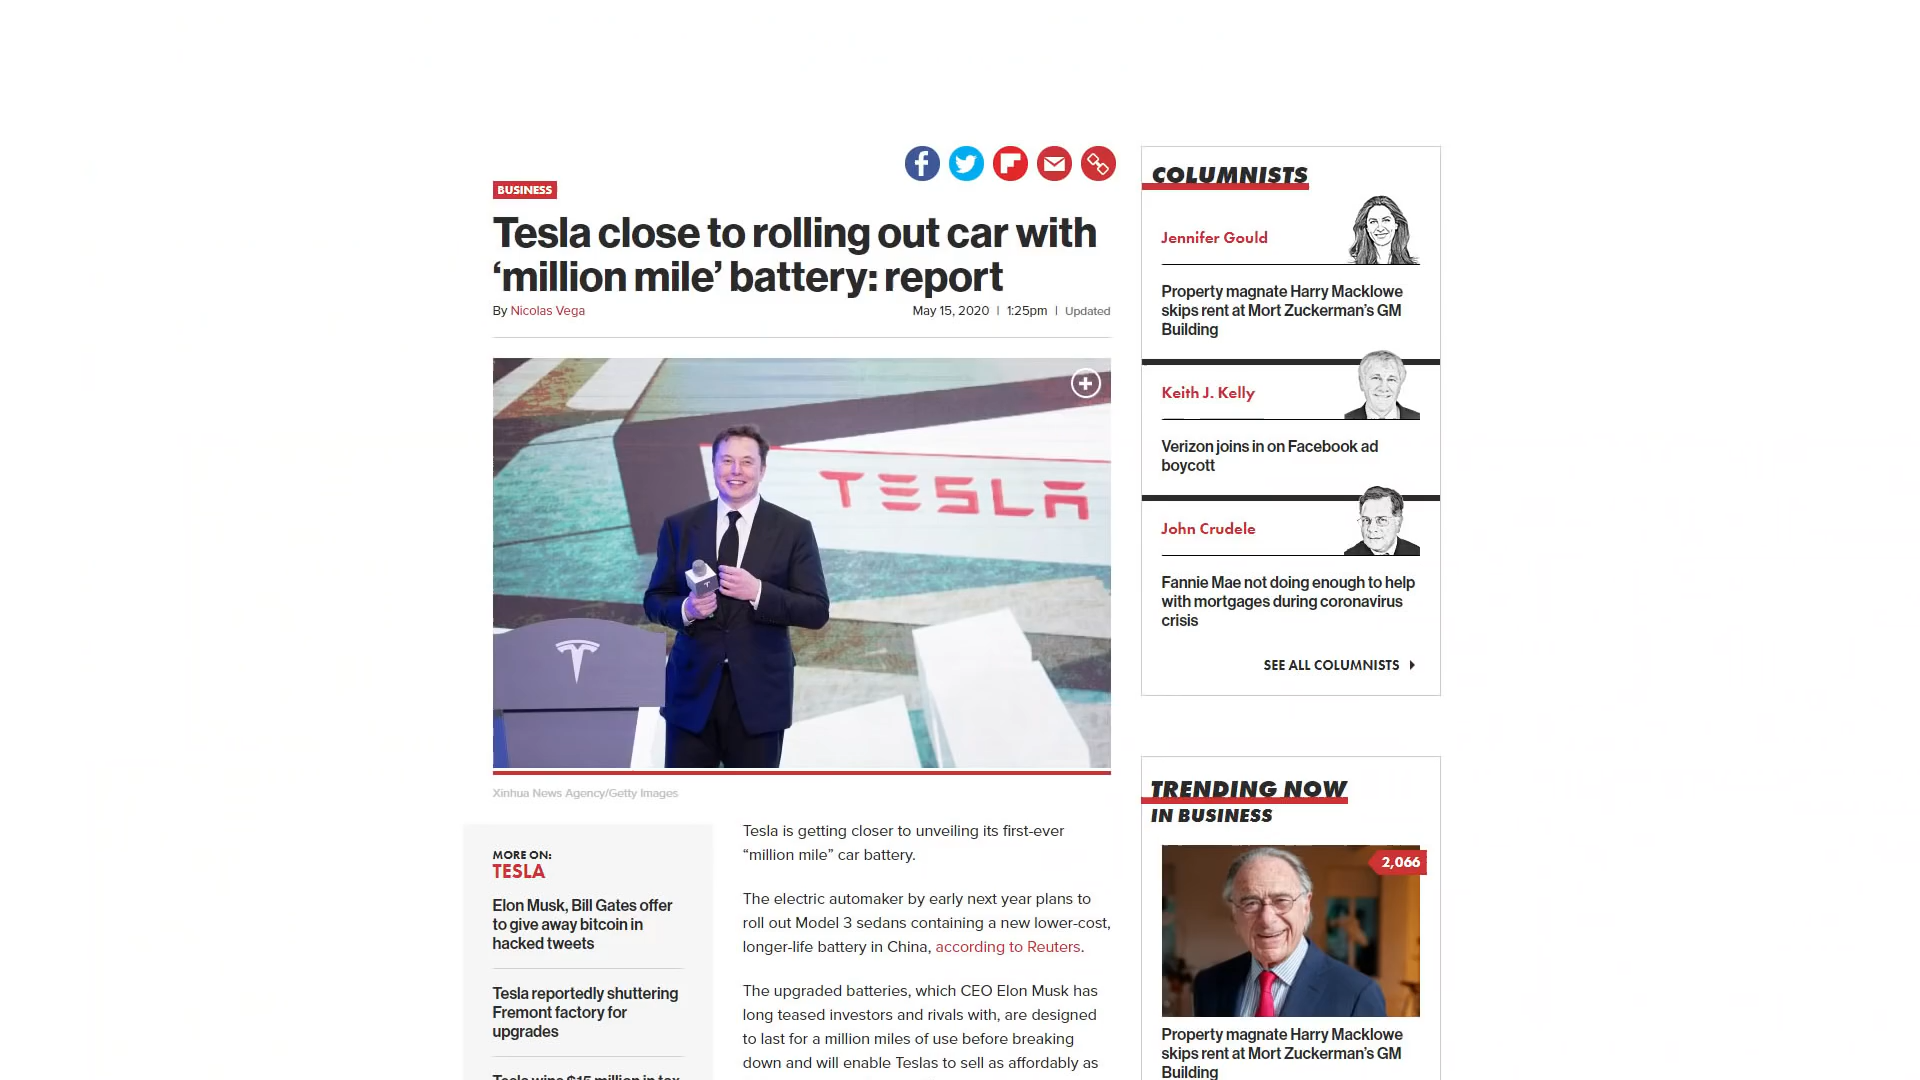 BUSINESS
Tesla close to rolling out car with
‘million mile’ battery: report
By Nicolas Vega
May 15, 2020 | 1:25pm | Updated
TESLA
Xinhua News Agency/Getty Images
MORE ON:
TESLA
Elon Musk, Bill Gates offer
to give away bitcoin in
hacked tweets
Tesla reportedly shuttering
Fremont factory for
upgrades
Tesla wins $15 million in tax
Tesla is getting closer to unveiling its first-ever
“million mile” car battery.
The electric automaker by early next year plans to
roll out Model 3 sedans containing a new lower-cost,
longer-life battery in China, according to Reuters.
The upgraded batteries, which CEO Elon Musk has
long teased investors and rivals with, are designed
to last for a million miles of use before breaking
down and will enable Teslas to sell as affordably as
COLUMNISTS
Jennifer Gould
Property magnate Harry Macklowe
skips rent at Mort Zuckerman’s GM
Building
Keith J. Kelly
Verizon joins in on Facebook ad
boycott
John Crudele
Fannie Mae not doing enough to help
with mortgages during coronavirus
crisis
SEE ALL COLUMNISTS
TRENDING NOW
IN BUSINESS
2,066
Property magnate Harry Macklowe
skips rent at Mort Zuckerman’s GM
Building